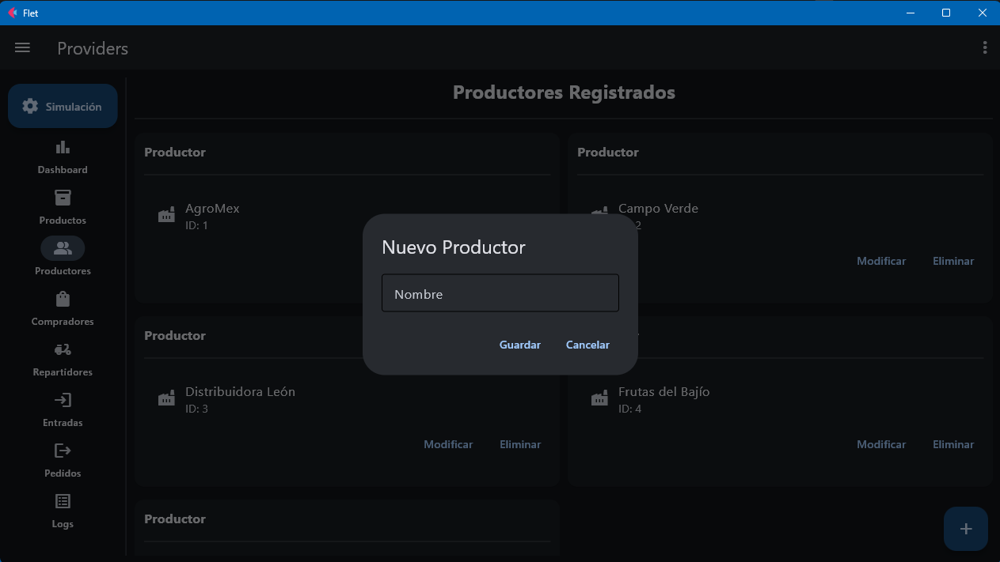 Flet
Providers
Simulación
Dashboard
Productos
Productores
Compradores
Repartidores
Entradas
Pedidos
Logs
Productores Registrados
Productor
AgroMex
ID: 1
Productor
Campo Verde
2
Modificar Eliminar
Nuevo Productor
Nombre
Guardar Cancelar
Productor
Distribuidora León
ID: 3
Modificar Eliminar
Frutas del Bajío
ID: 4
Modificar Eliminar
Productor